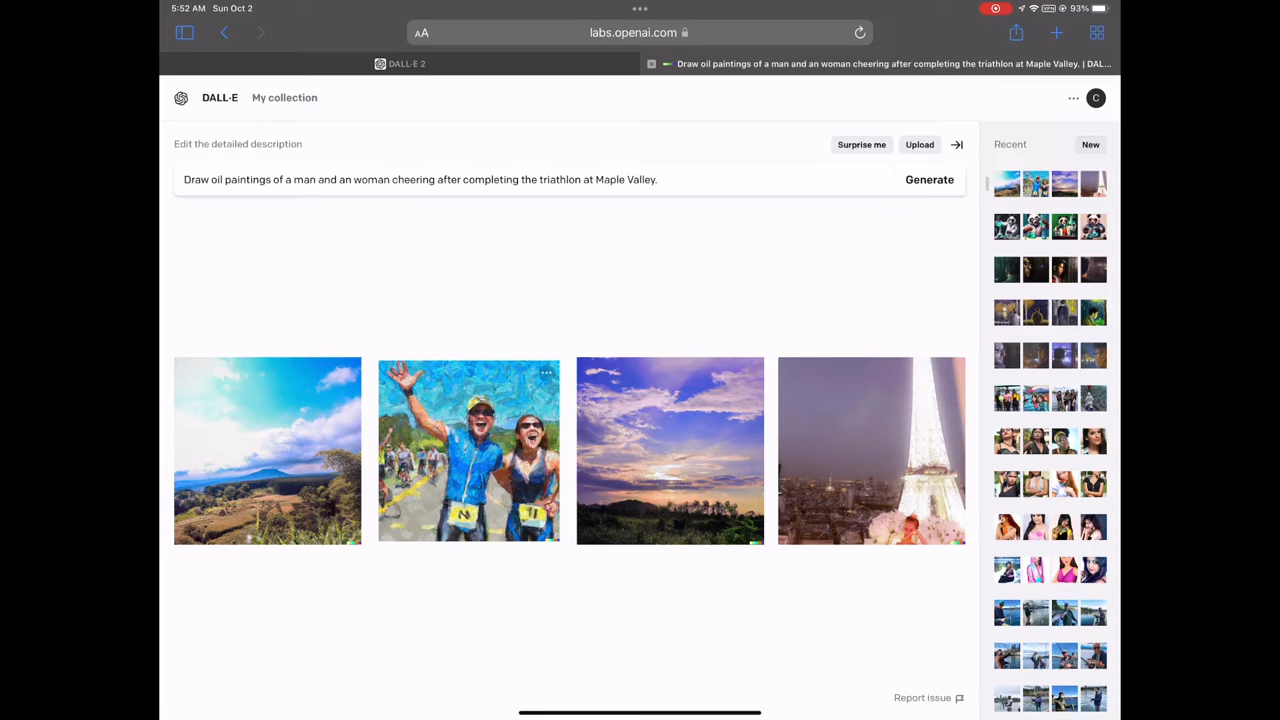 5:52 AM Sun Oct 2
VPN 93%
AA labs.openai.com
DALL·E 2
Draw oil paintings of a man and an woman cheering after completing the triathlon at Maple Valley. | DAL...
DALL·E My collection
C
Edit the detailed description
Surprise me Upload
Recent New
Draw oil paintings of a man and an woman cheering after completing the triathlon at Maple Valley.
Generate
Report issue